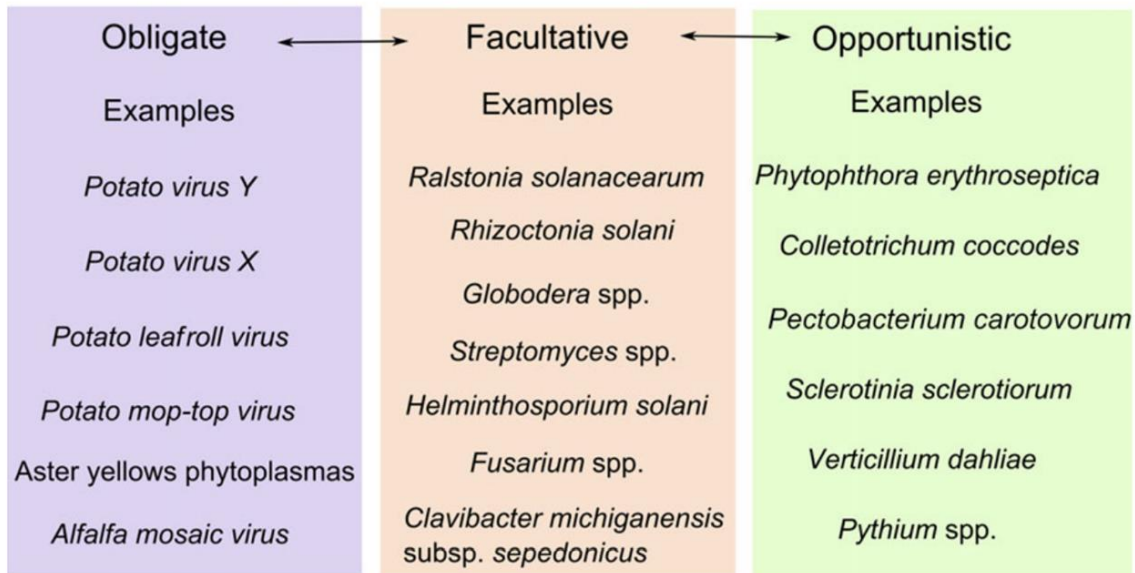 Obligate
Examples
Potato virus Y
Potato virus X
Potato leafroll virus
Potato mop-top virus
Aster yellows phytoplasmas
Alfalfa mosaic virus
Facultative
Examples
Ralstonia solanacearum
Rhizoctonia solani
Globodera spp.
Streptomyces spp.
Helminthosporium solani
Fusarium spp.
Clavibacter michiganensis
subsp. sepedonicus
Opportunistic
Examples
Phytophthora erythroseptica
Colletotrichum coccodes
Pectobacterium carotovorum
Sclerotinia sclerotiorum
Verticillium dahliae
Pythium spp.